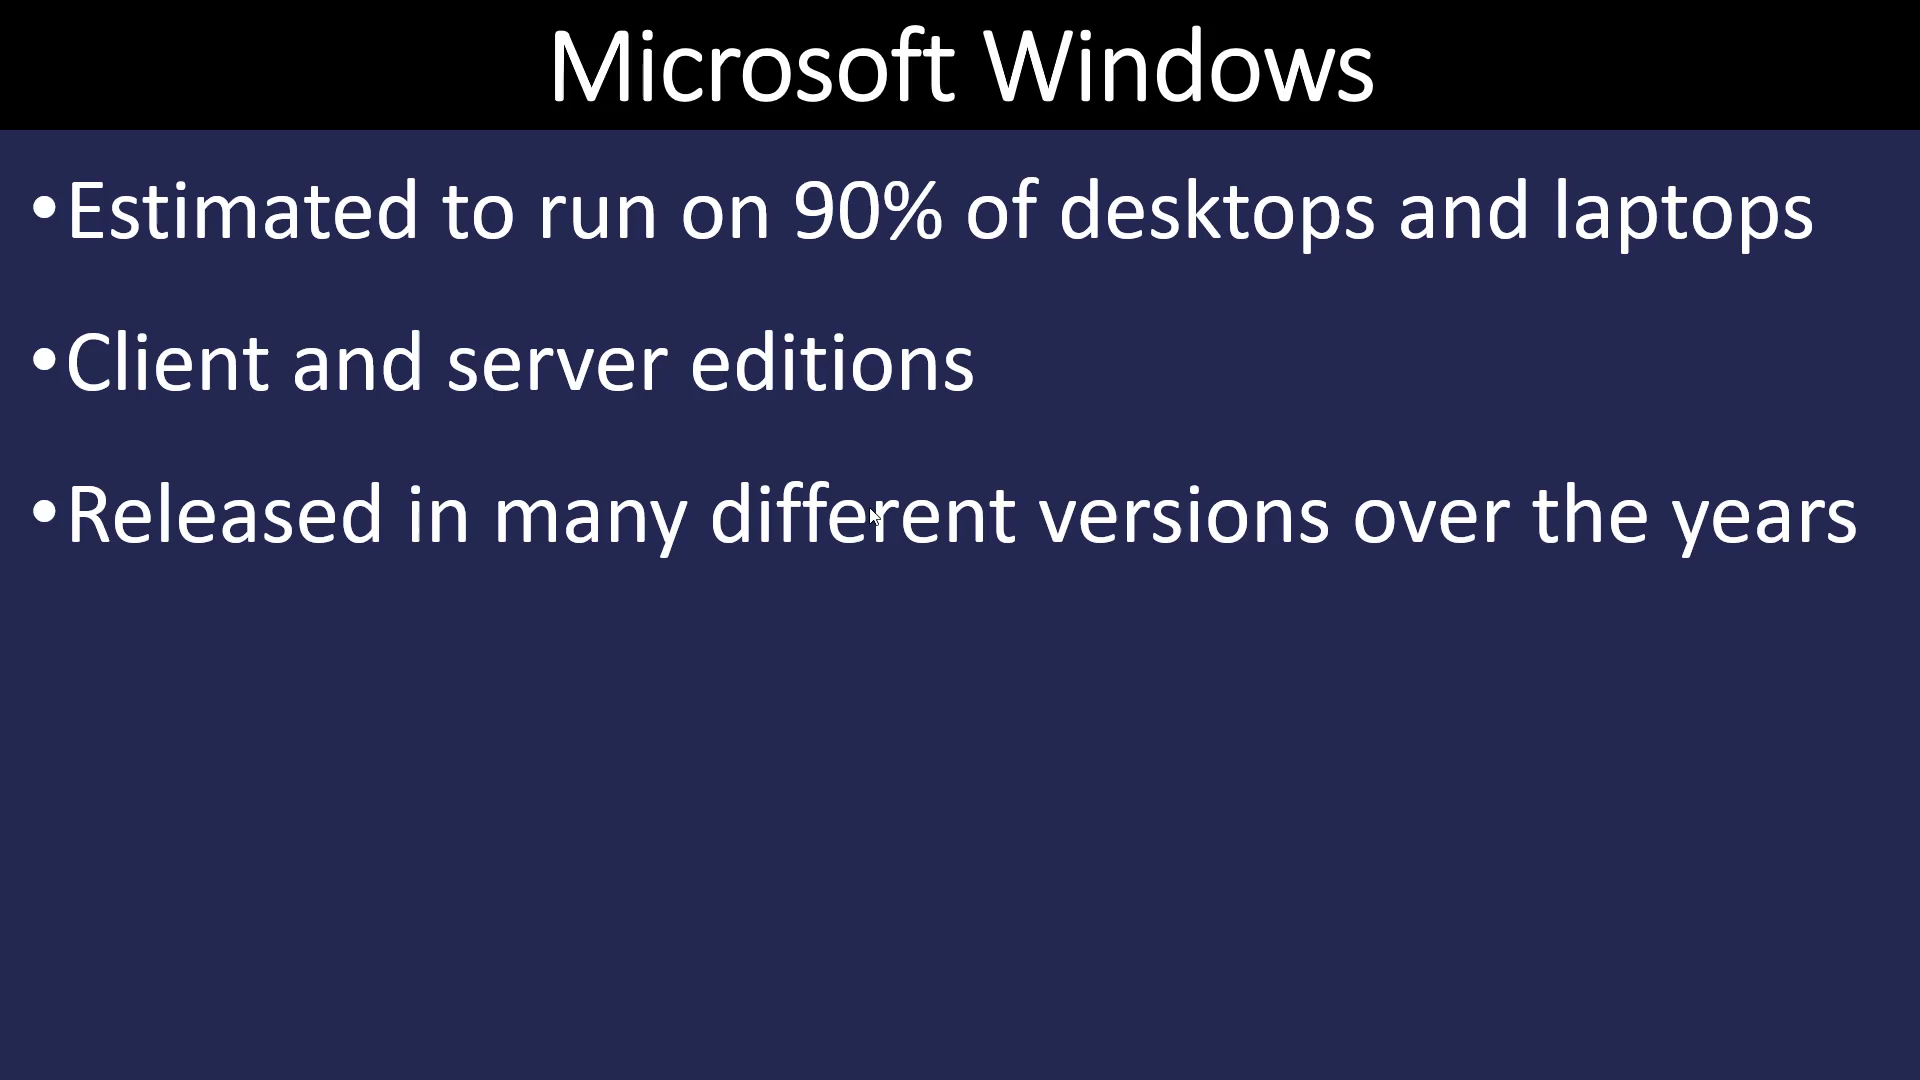 Microsoft Windows
•Estimated to run on 90% of desktops and laptops
•Client and server editions
•Released in many different versions over the years